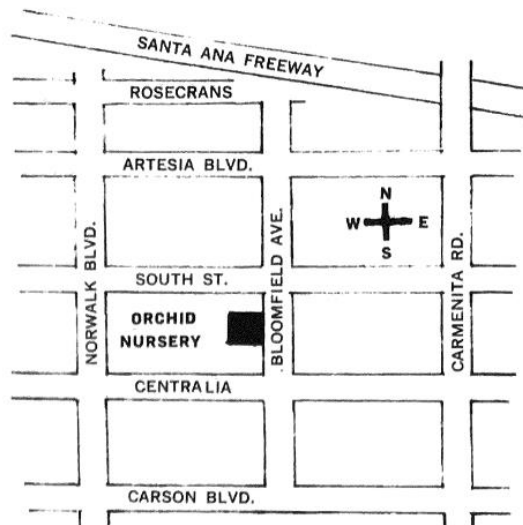 SANTA ANA FREEWAY
ROSECRANS
ARTESIA BLVD.
N
W E
S
NORWALK BLVD.
BLOOMFIELD AVE.
CARMENITA RD.
SOUTH ST.
ORCHID
NURSERY
CENTRALIA
CARSON BLVD.